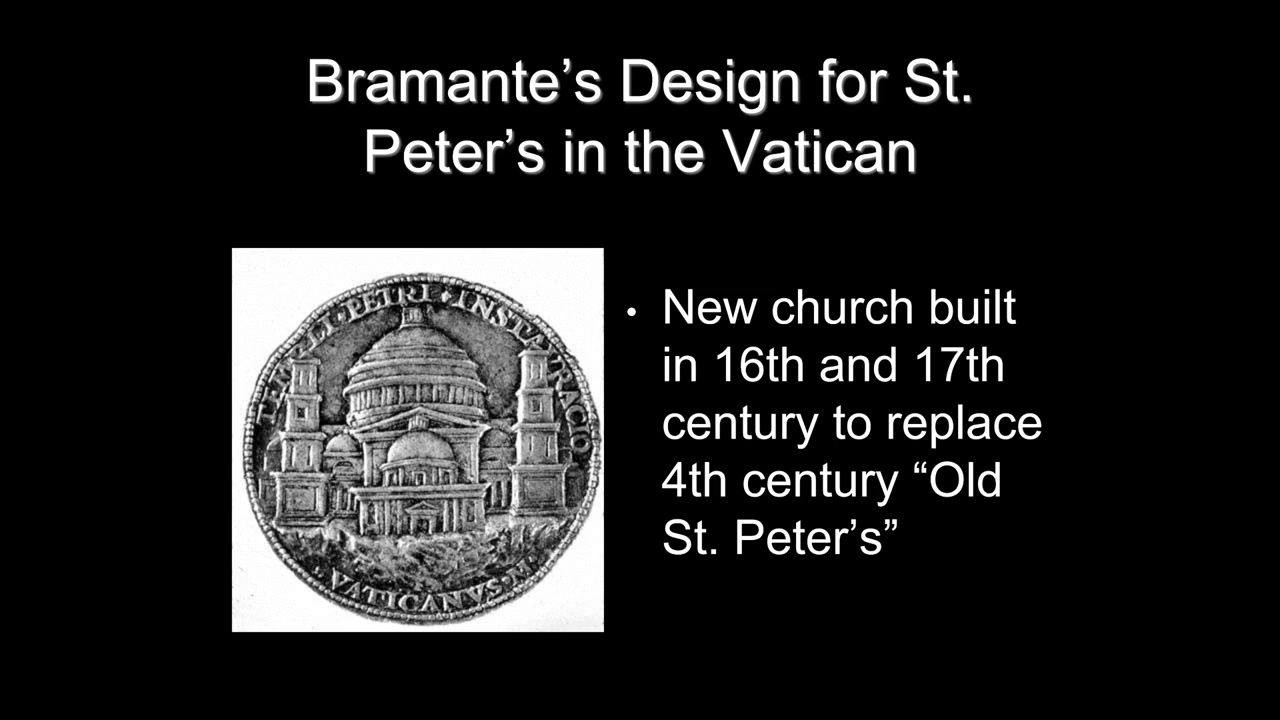 Bramante’s Design for St.
Peter’s in the Vatican
TEMPLI·PETRI·INSTAVRACIO
VATICANVS·M·
• New church built
in 16th and 17th
century to replace
4th century “Old
St. Peter’s”